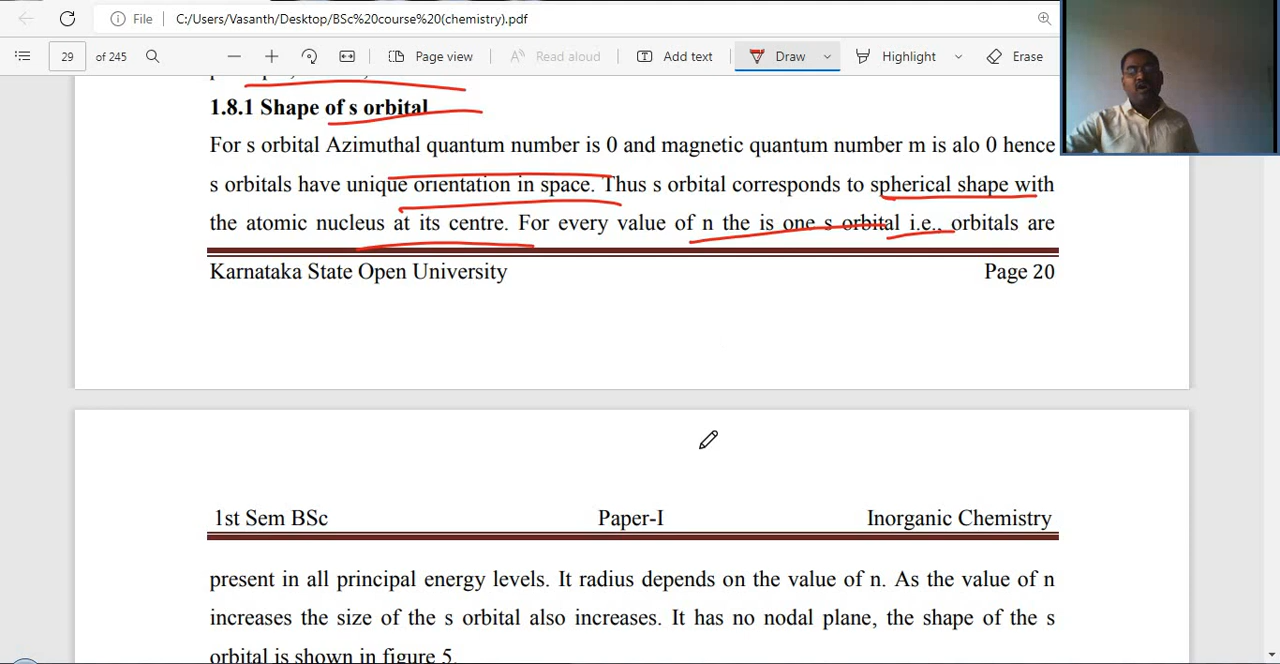 File
C:/Users/Vasanth/Desktop/BSc%20course%20(chemistry).pdf
29 of 245
Page view
Read aloud
Add text
Draw
Highlight
Erase
1.8.1 Shape of s orbital
For s orbital Azimuthal quantum number is 0 and magnetic quantum number m is alo 0 hence
s orbitals have unique orientation in space. Thus s orbital corresponds to spherical shape with
the atomic nucleus at its centre. For every value of n the is one s orbital i.e., orbitals are
Karnataka State Open University Page 20
1st Sem BSc Paper-I Inorganic Chemistry
present in all principal energy levels. It radius depends on the value of n. As the value of n
increases the size of the s orbital also increases. It has no nodal plane, the shape of the s
orbital is shown in figure 5.